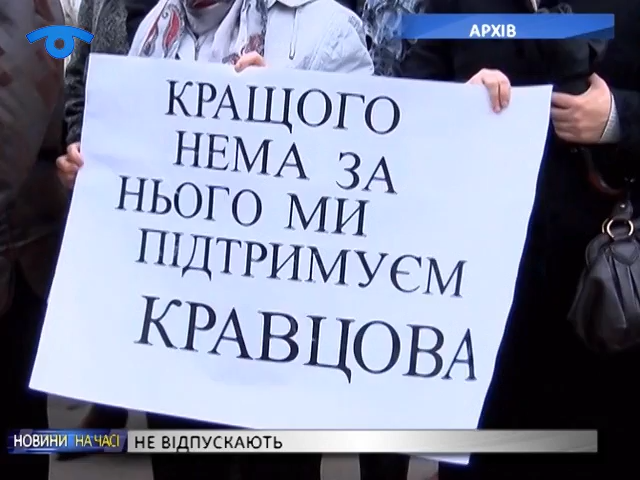 АРХІВ
КРАЩОГО
НЕМА ЗА
НЬОГО МИ
ПІДТРИМУЄМ
КРАВЦОВА
НОВИНИ НА ЧАСІ НЕ ВІДПУСКАЮТЬ